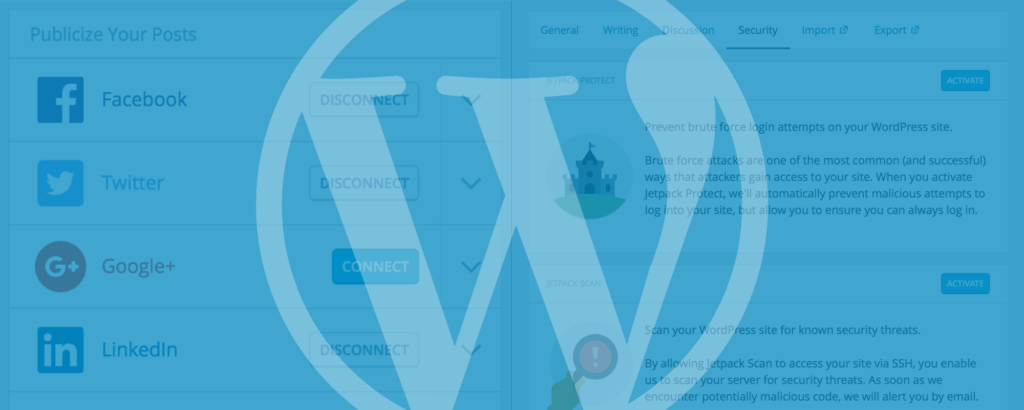 Publicize Your Posts
Facebook
DISCONNECT
Twitter
DISCONNECT
Google+
CONNECT
LinkedIn
DISCONNECT
General Writing Discussion Security Import Export
JETPACK PROTECT
ACTIVATE
Prevent brute force login attempts on your WordPress site.
Brute force attacks are one of the most common (and successful)
ways that attackers gain access to your site. When you activate
Jetpack Protect, we'll automatically prevent malicious attempts to
log into your site, but allow you to ensure you can always log in.
JETPACK SCAN
ACTIVATE
Scan your WordPress site for known security threats.
By allowing Jetpack Scan to access your site via SSH, you enable
us to scan your server for security threats. As soon as we
encounter potentially malicious code, we will alert you by email.